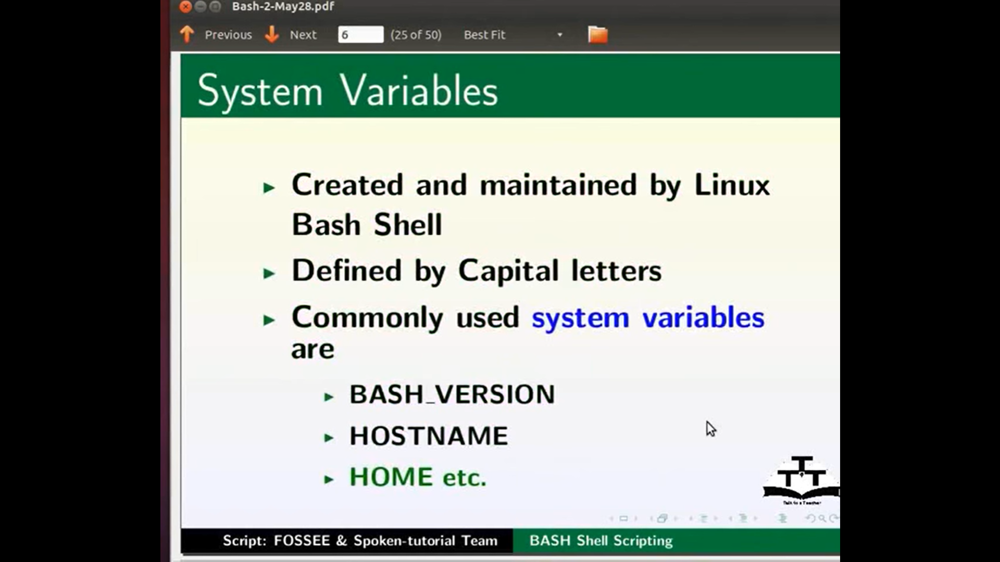 Bash-2-May28.pdf
Previous Next 6 (25 of 50) Best Fit
System Variables
Created and maintained by Linux
Bash Shell
Defined by Capital letters
Commonly used system variables
are
BASH_VERSION
HOSTNAME
HOME etc.
TTT
Talk to a Teacher
Script: FOSSEE & Spoken-tutorial Team BASH Shell Scripting